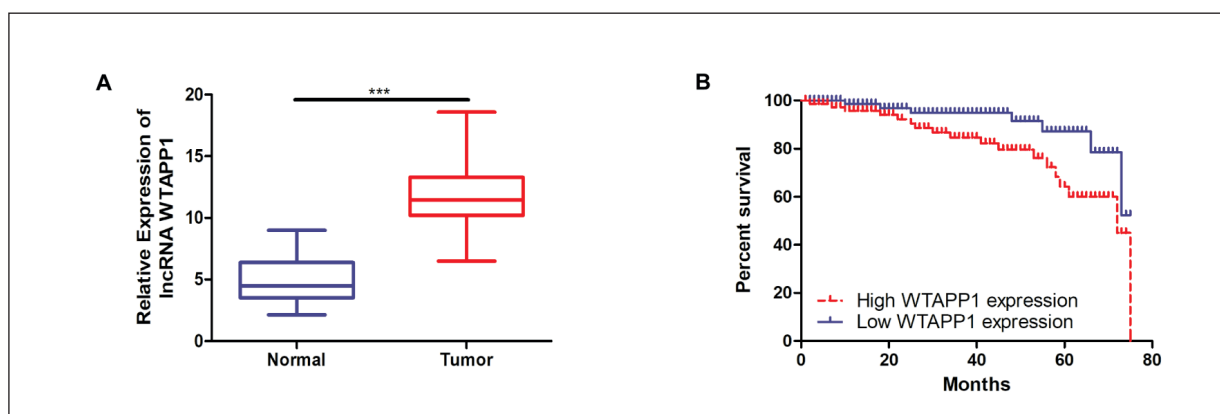 A
***
Relative Expression of
lncRNA WTAPP1
20
15
10
5
0
Normal
Tumor
B
Percent survival
100
80
60
40
20
0
High WTAPP1 expression
Low WTAPP1 expression
0
20
40
60
80
Months